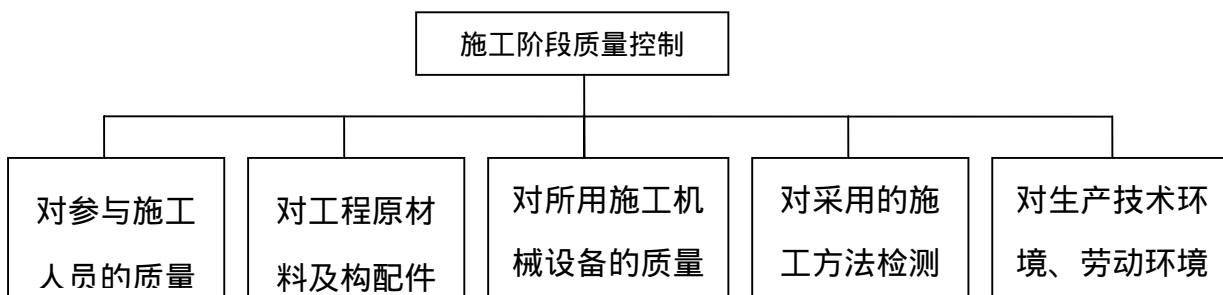 施工阶段质量控制
对参与施工
人员的质量
对工程原材
料及构配件
对所用施工机
械设备的质量
对采用的施
工方法检测
对生产技术环
境、劳动环境